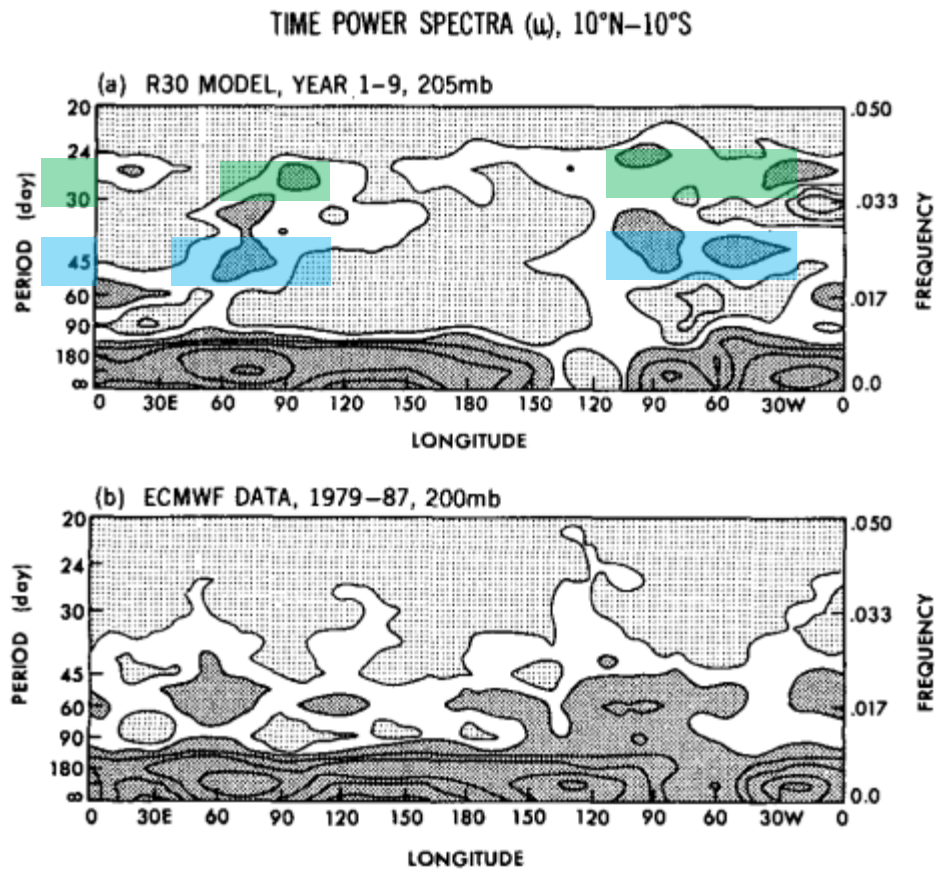 TIME POWER SPECTRA (u), 10°N–10°S
(a) R30 MODEL, YEAR 1–9, 205mb
PERIOD (day)
20
24
30
45
60
90
180
∞
.050
.033
.017
0.0
FREQUENCY
0 30E 60 90 120 150 180 150 120 90 60 30W 0
LONGITUDE
(b) ECMWF DATA, 1979–87, 200mb
PERIOD (day)
20
24
30
45
60
90
180
∞
.050
.033
.017
0.0
FREQUENCY
0 30E 60 90 120 150 180 150 120 90 60 30W 0
LONGITUDE